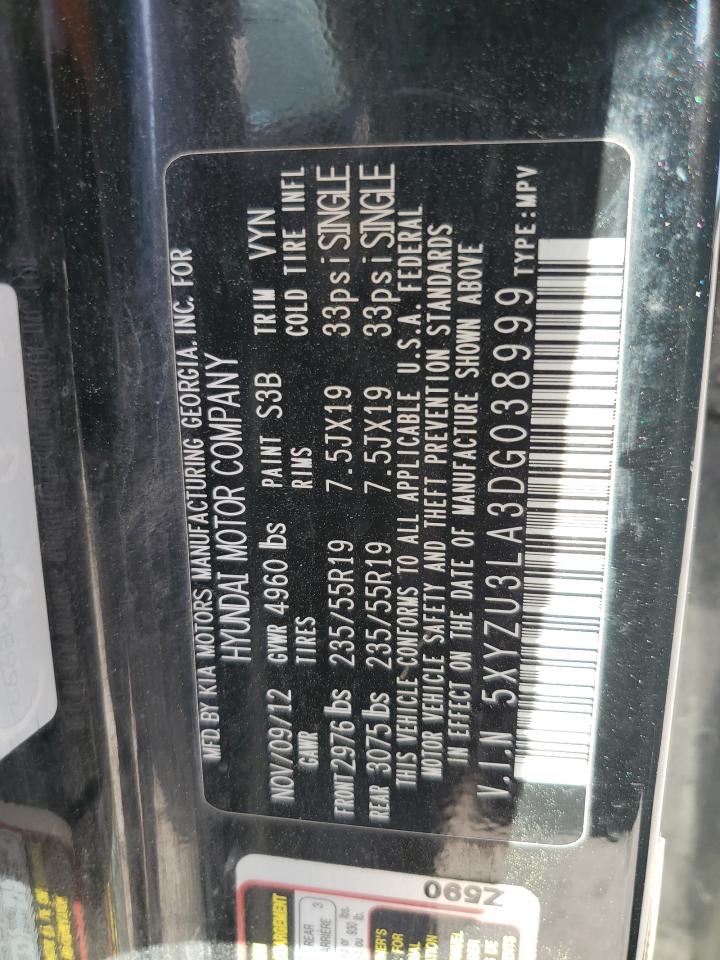 MFD BY KIA MOTORS MANUFACTURING GEORGIA. INC. FOR
HYUNDAI MOTOR COMPANY
NOV/09/12 GVWR 4960 lbs PAINT S3B TRIM VYN
GAWR TIRES RIMS COLD TIRE INFL
FRONT 2976 lbs 235/55R19 7.5JX19 33psi SINGLE
REAR 3075 lbs 235/55R19 7.5JX19 33psi SINGLE
THIS VEHICLE CONFORMS TO ALL APPLICABLE U.S.A. FEDERAL
MOTOR VEHICLE SAFETY AND THEFT PREVENTION STANDARDS
IN EFFECT ON THE DATE OF MANUFACTURE SHOWN ABOVE
V.I.N 5XYZU3LA3DG038999 TYPE:MPV
Z590
REAR 3